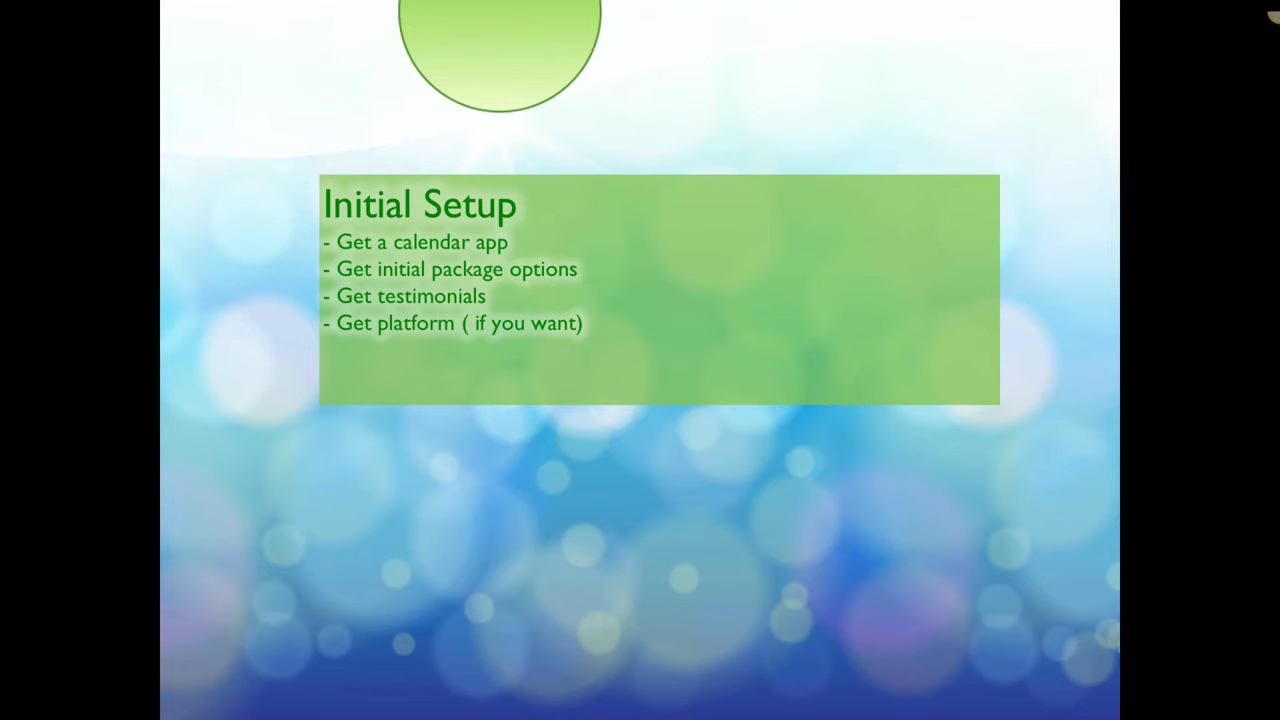 Initial Setup
- Get a calendar app
- Get initial package options
- Get testimonials
- Get platform ( if you want)